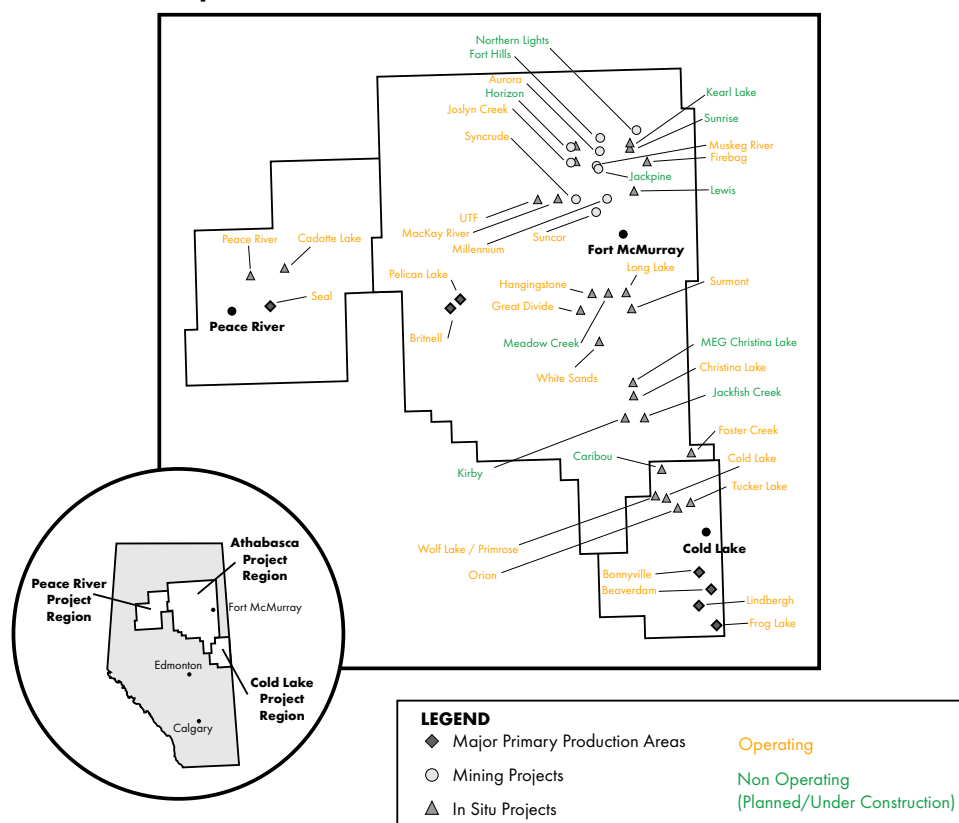 Northern Lights
Fort Hills
Aurora
Horizon
Joslyn Creek
Syncrude
Kearl Lake
Sunrise
Muskeg River
Firebag
Jackpine
Lewis
UTF
MacKay River
Millennium
Suncor
Fort McMurray
Peace River
Cadotte Lake
Seal
Peace River
Pelican Lake
Britnell
Hangingstone
Long Lake
Great Divide
Surmont
Meadow Creek
White Sands
MEG Christina Lake
Christina Lake
Jackfish Creek
Kirby
Foster Creek
Caribou
Cold Lake
Tucker Lake
Wolf Lake / Primrose
Orion
Cold Lake
Bonnyville
Beaverdam
Lindbergh
Frog Lake
Athabasca
Project
Region
Peace River
Project
Region
Fort McMurray
Edmonton
Cold Lake
Project
Region
Calgary
LEGEND
Major Primary Production Areas
Mining Projects
In Situ Projects
Operating
Non Operating
(Planned/Under Construction)